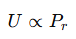 U ∝ P_r